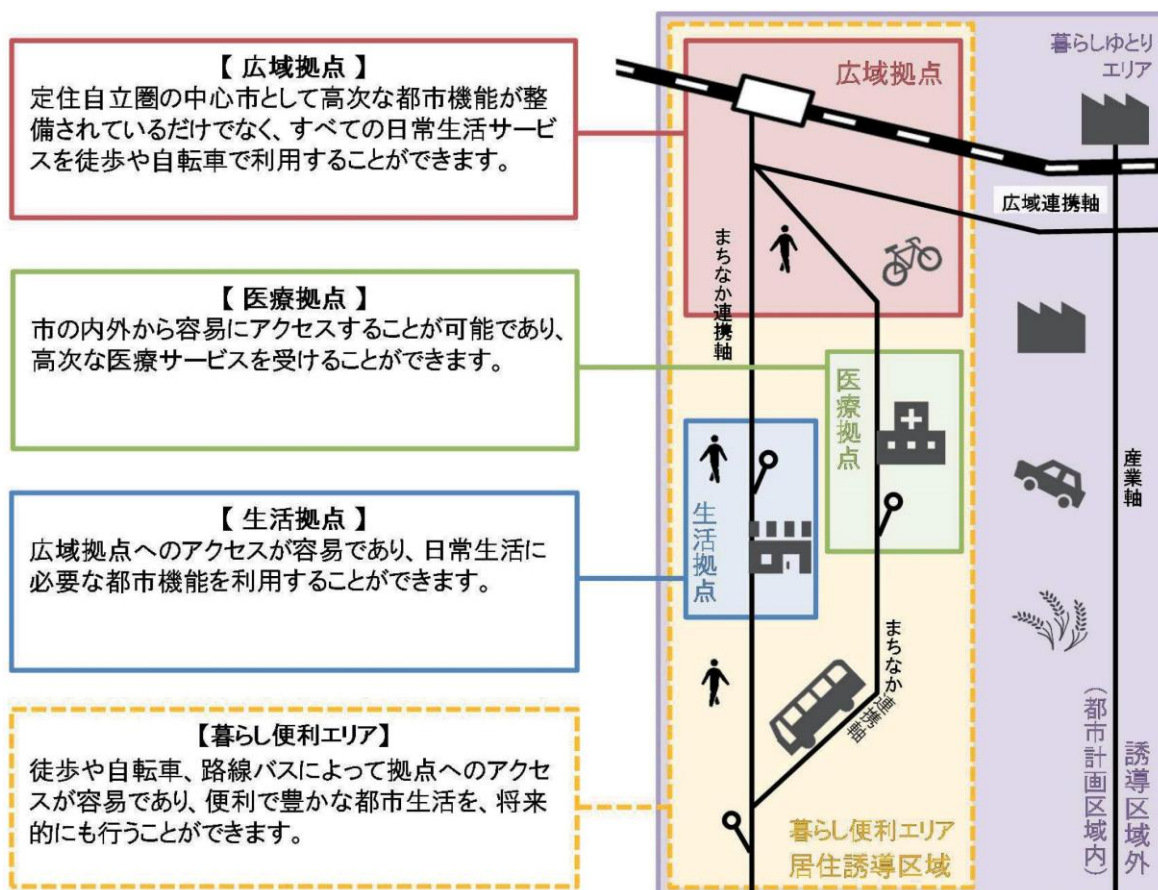 【 広域拠点 】
定住自立圏の中心市として高次な都市機能が整
備されているだけでなく、すべての日常生活サービ
スを徒歩や自転車で利用することができます。
【 医療拠点 】
市の内外から容易にアクセスすることが可能であり、
高次な医療サービスを受けることができます。
【 生活拠点 】
広域拠点へのアクセスが容易であり、日常生活に
必要な都市機能を利用することができます。
【暮らし便利エリア】
徒歩や自転車、路線バスによって拠点へのアクセ
スが容易であり、便利で豊かな都市生活を、将来
的にも行うことができます。
広域拠点
暮らしゆとり
エリア
広域連携軸
まちなか連携軸
医療拠点
生活拠点
産業軸
まちなか連携軸
暮らし便利エリア
居住誘導区域
誘導区域外
（都市計画区域内）